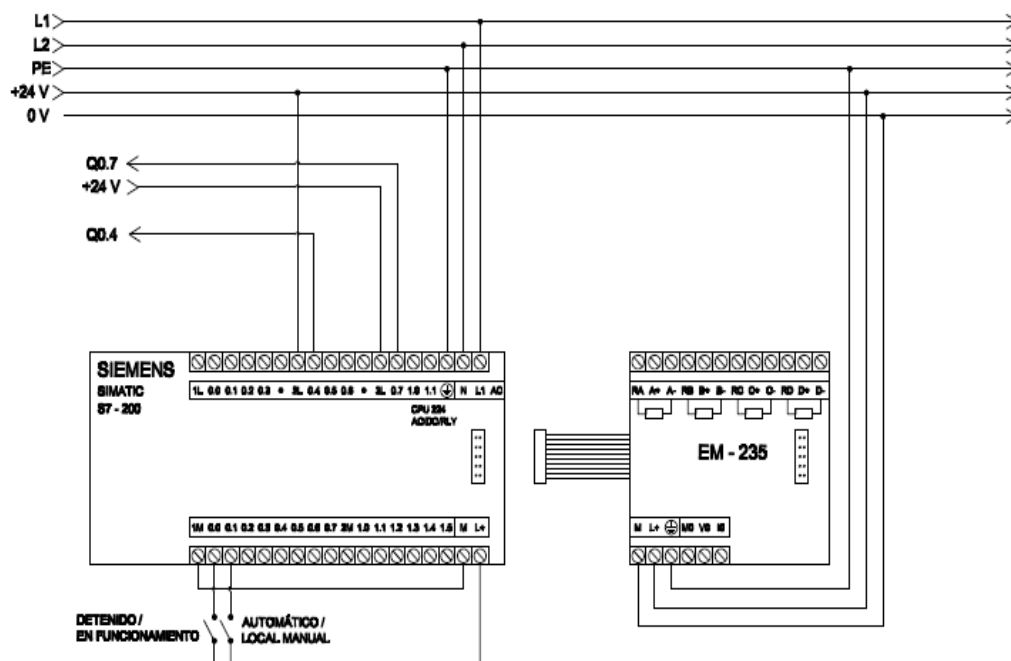 L1
L2
PE
+24 V
0 V
Q0.7
+24 V
Q0.4
SIEMENS
SIMATIC
S7 - 200
1L 0.0 0.1 0.2 0.3 • 2L 0.4 0.5 0.6 • 3L 0.7 1.0 1.1 N L1 AC
CPU 224
AC/DC/RLY
1M 0.0 0.1 0.2 0.3 0.4 0.5 0.6 0.7 2M 1.0 1.1 1.2 1.3 1.4 1.5 M L+
RA A+ A- RB B+ B- RC C+ C- RD D+ D-
EM - 235
M L+ M0 V0 I0
DETENIDO /
EN FUNCIONAMIENTO
AUTOMÁTICO /
LOCAL MANUAL